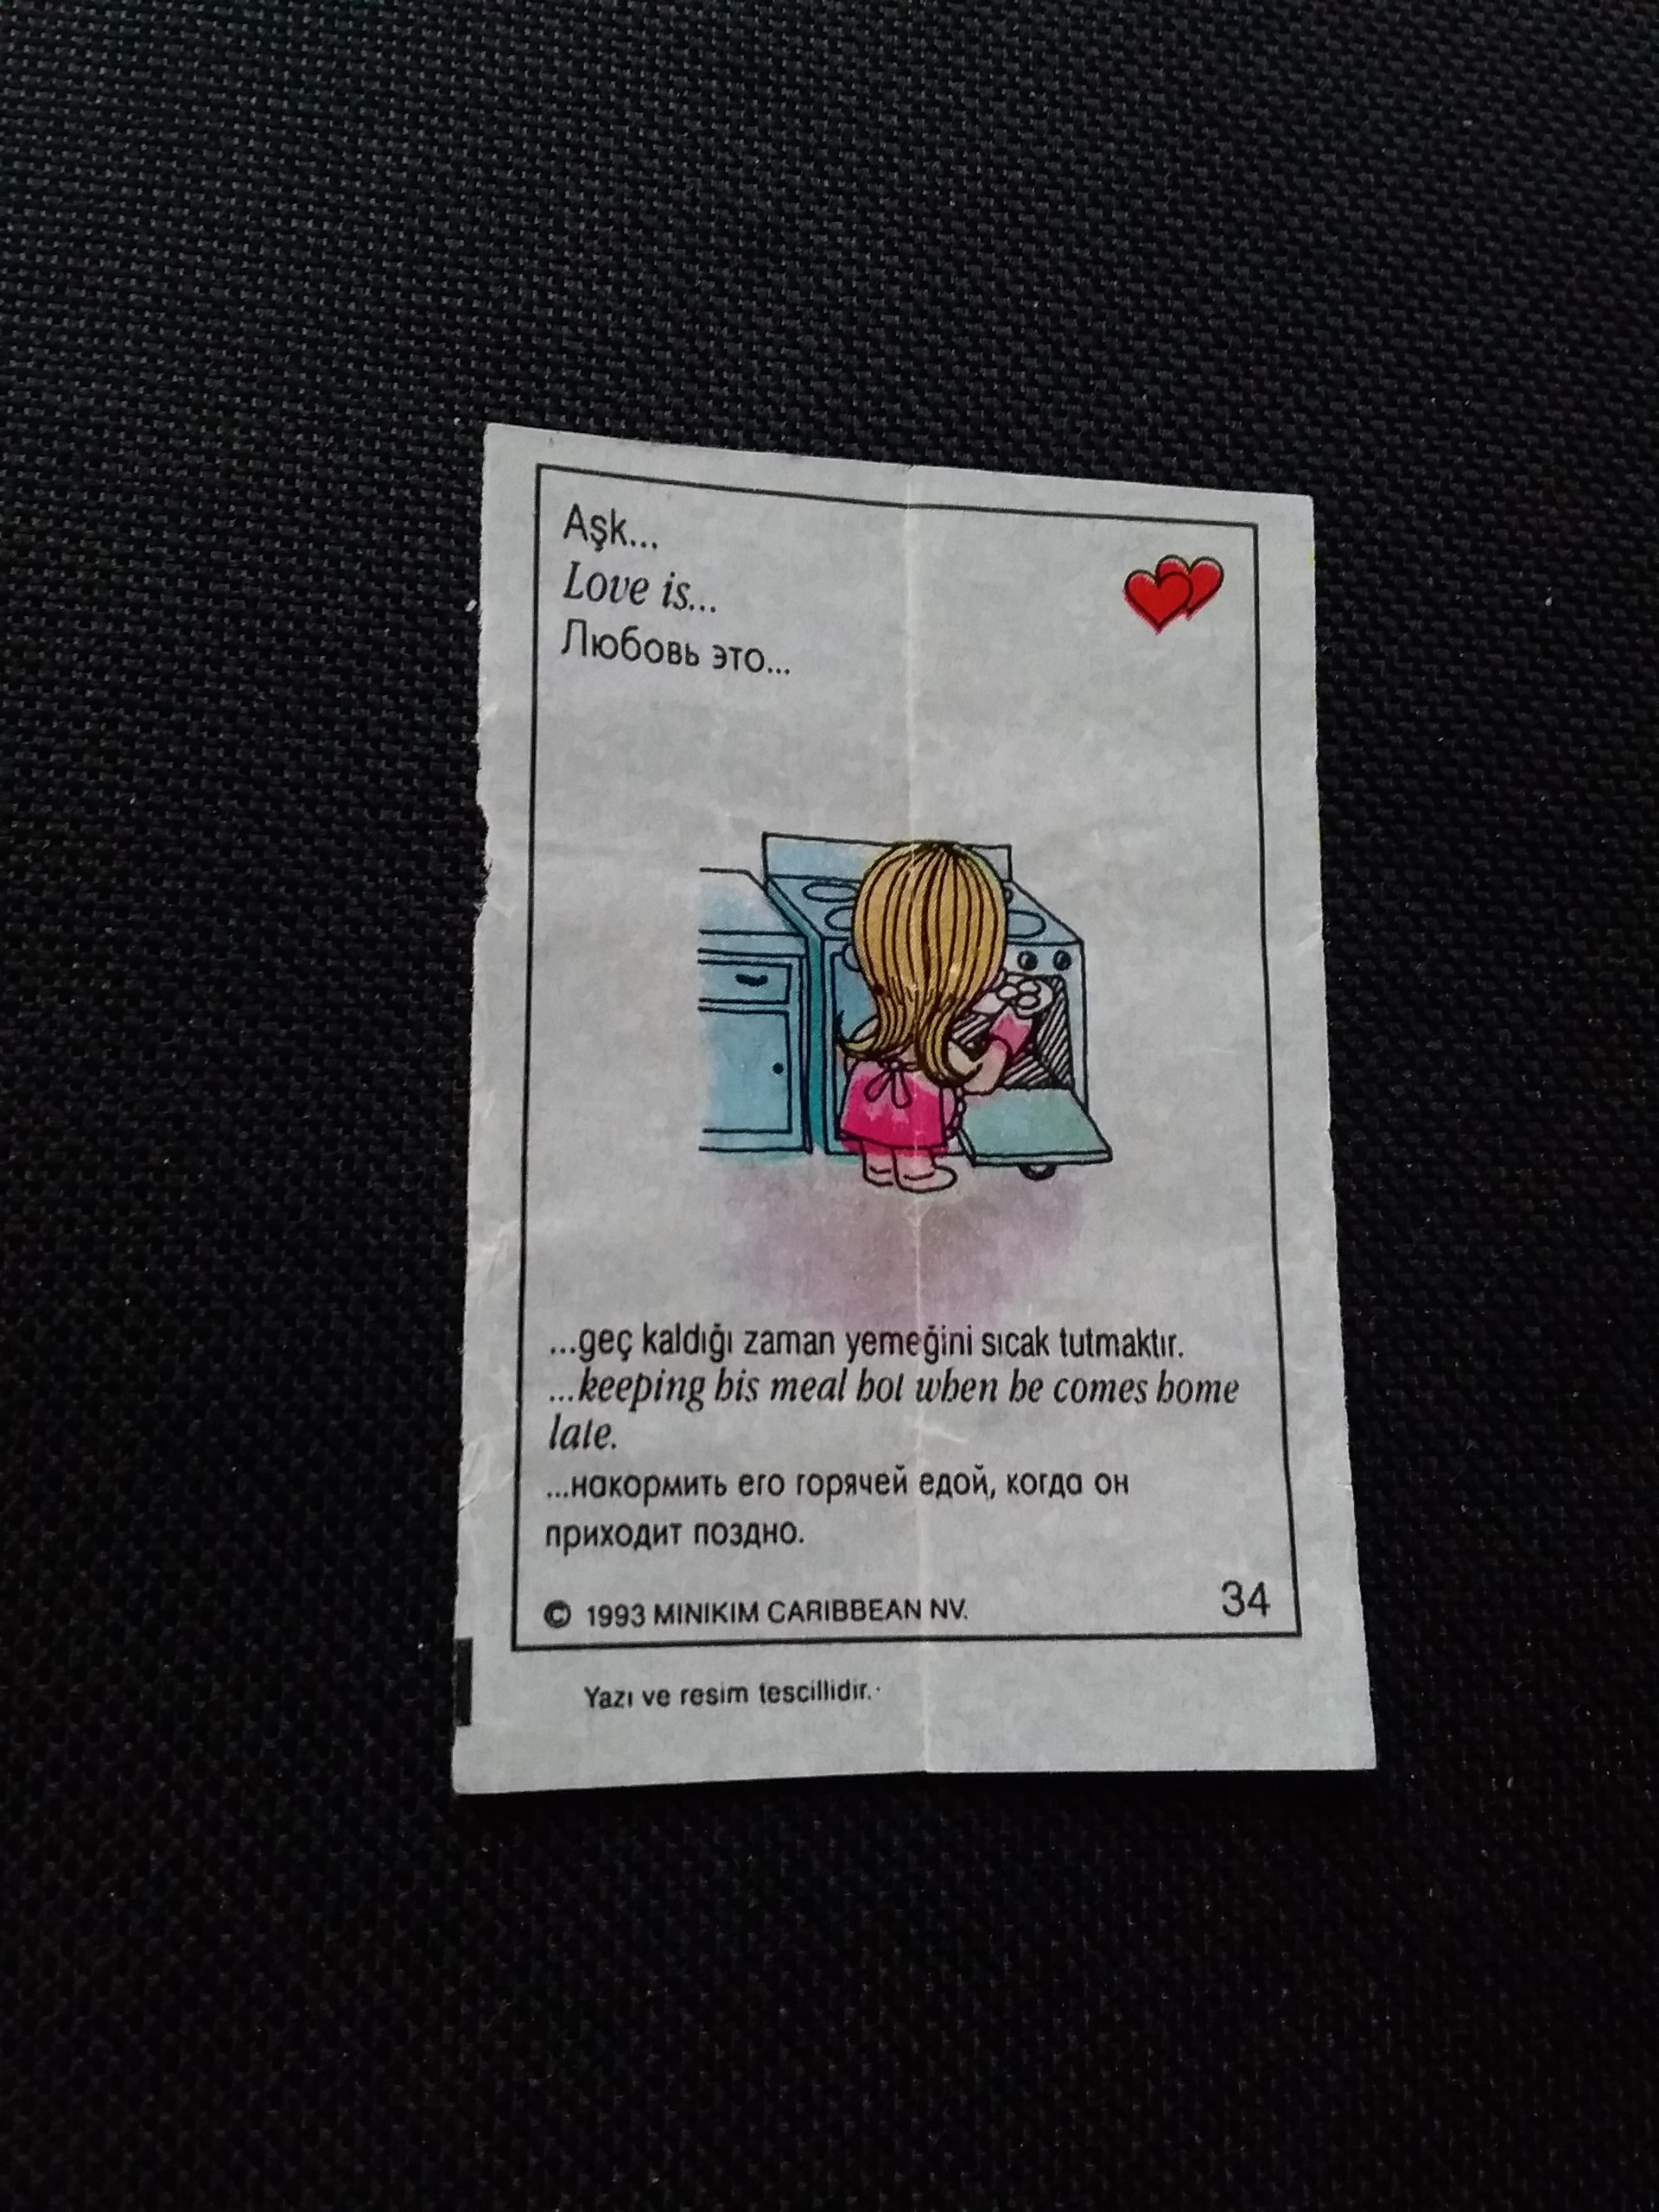 Aşk...
Love is...
Любовь это...
...geç kaldığı zaman yemeğini sıcak tutmaktır.
...keeping his meal hot when he comes home
late.
...накормить его горячей едой, когда он
приходит поздно.
© 1993 MINIKIM CARIBBEAN NV.
34
Yazı ve resim tescillidir.